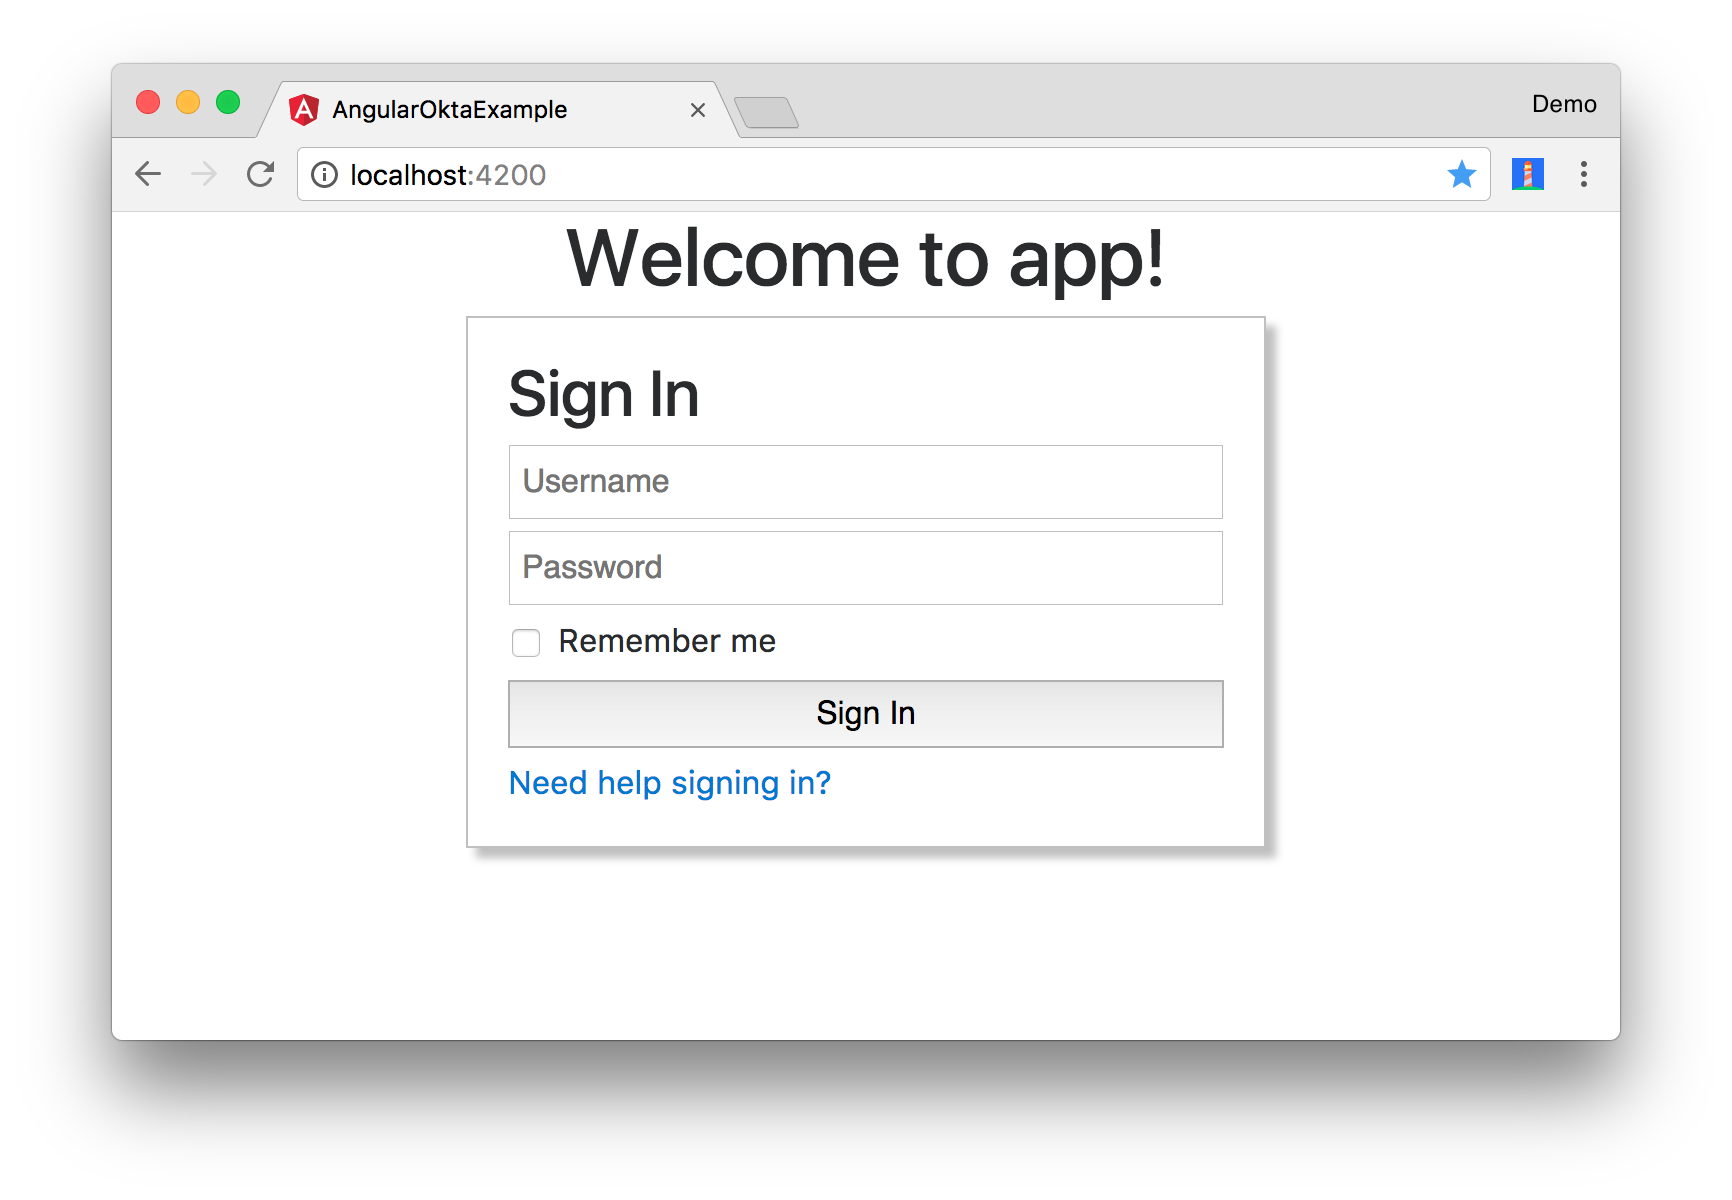 AngularOktaExample
Demo
localhost:4200
Welcome to app!
Sign In
Username
Password
Remember me
Sign In
Need help signing in?